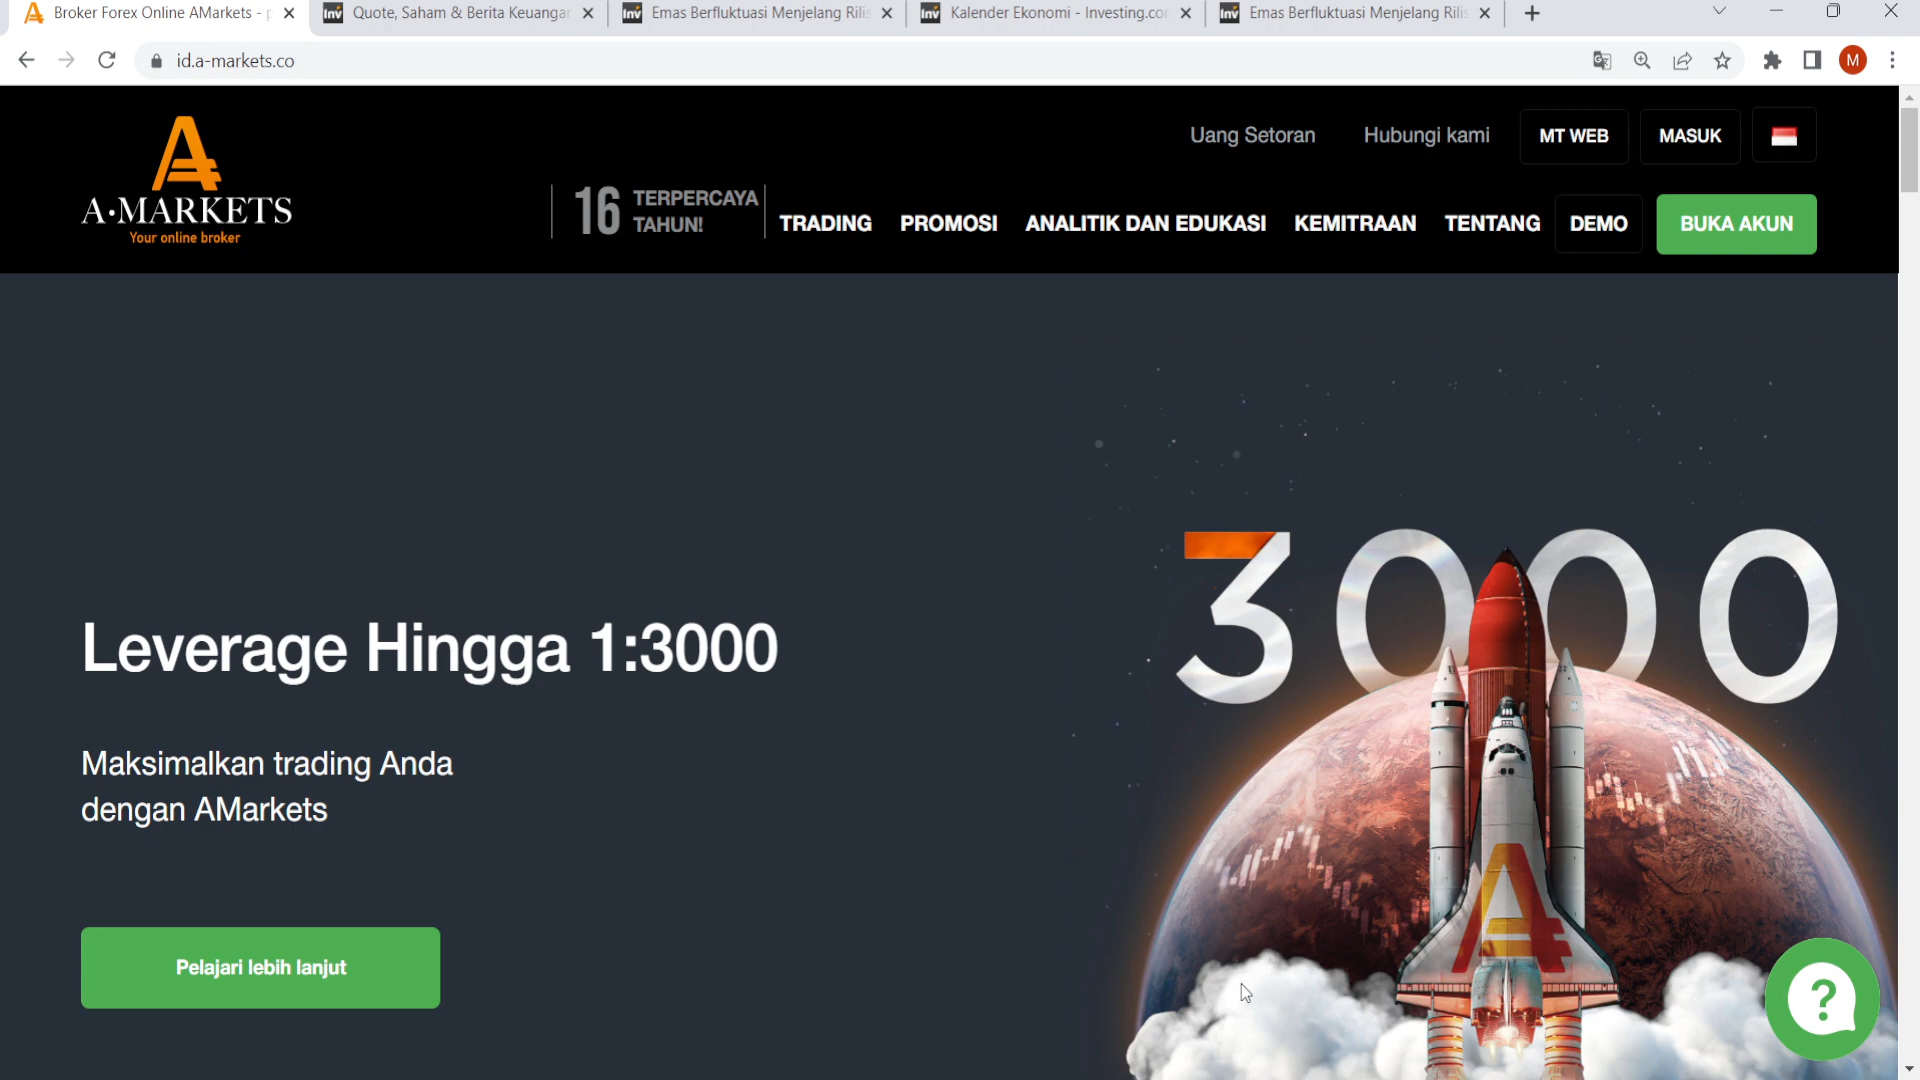 Broker Forex Online AMarkets -
Quote, Saham & Berita Keuangan
Emas Berfluktuasi Menjelang Rilis
Kalender Ekonomi - Investing.com
Emas Berfluktuasi Menjelang Rilis
id.a-markets.co
M
Uang Setoran
Hubungi kami
MT WEB
MASUK
A·MARKETS
Your online broker
16 TERPERCAYA
TAHUN!
TRADING
PROMOSI
ANALITIK DAN EDUKASI
KEMITRAAN
TENTANG
DEMO
BUKA AKUN
3000
Leverage Hingga 1:3000
Maksimalkan trading Anda
dengan AMarkets
Pelajari lebih lanjut
?